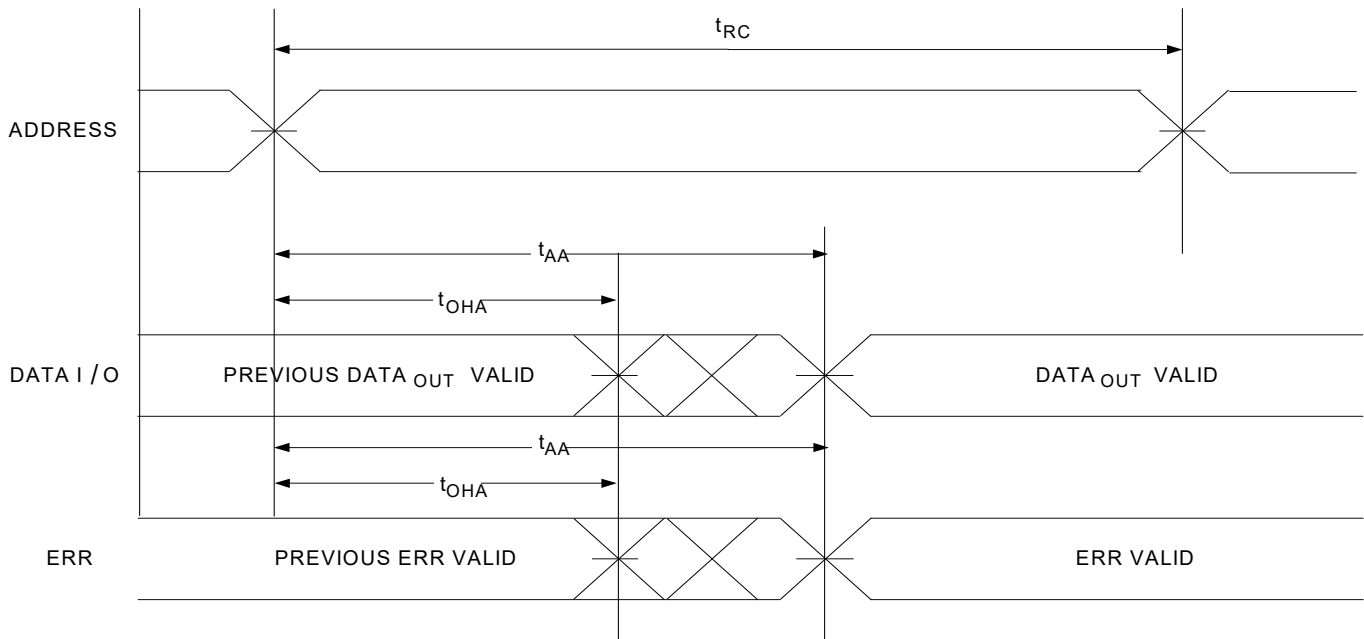 tRC
ADDRESS
tAA
tOHA
DATA I / O PREVIOUS DATA OUT VALID DATA OUT VALID
tAA
tOHA
ERR PREVIOUS ERR VALID ERR VALID